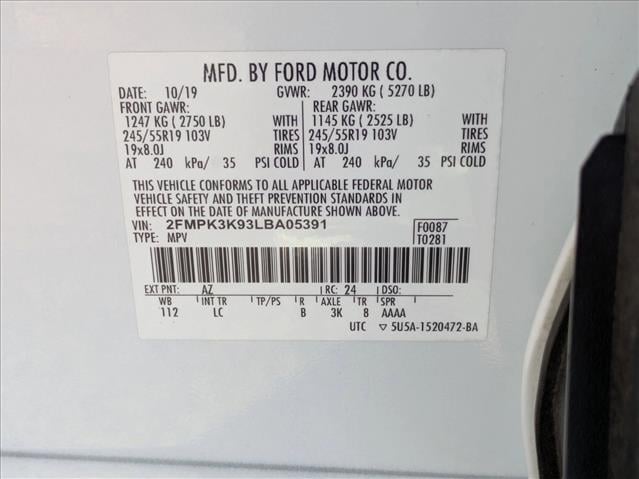 MFD. BY FORD MOTOR CO.
DATE: 10/19 GVWR: 2390 KG ( 5270 LB)
FRONT GAWR: REAR GAWR:
1247 KG ( 2750 LB) WITH 1145 KG ( 2525 LB) WITH
245/55R19 103V TIRES 245/55R19 103V TIRES
19x8.0J RIMS 19x8.0J RIMS
AT 240 kPa/ 35 PSI COLD AT 240 kPa/ 35 PSI COLD
THIS VEHICLE CONFORMS TO ALL APPLICABLE FEDERAL MOTOR
VEHICLE SAFETY AND THEFT PREVENTION STANDARDS IN
EFFECT ON THE DATE OF MANUFACTURE SHOWN ABOVE.
VIN: 2FMPK3K93LBA05391 F0087
TYPE: MPV T0281
EXT PNT: AZ RC: 24 DSO:
WB INT TR TP/PS R AXLE TR SPR
112 LC B 3K 8 AAAA
UTC 5U5A-1520472-BA